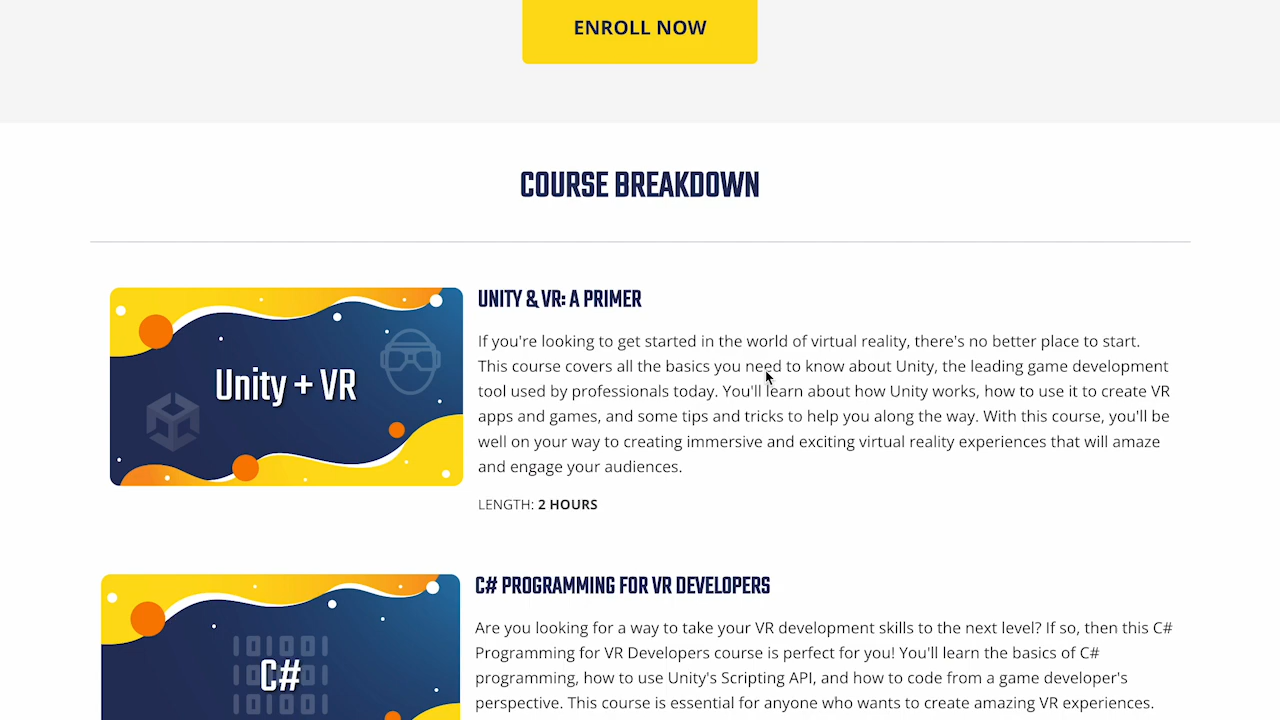 ENROLL NOW
COURSE BREAKDOWN
Unity + VR
UNITY & VR: A PRIMER
If you're looking to get started in the world of virtual reality, there's no better place to start.
This course covers all the basics you need to know about Unity, the leading game development
tool used by professionals today. You'll learn about how Unity works, how to use it to create VR
apps and games, and some tips and tricks to help you along the way. With this course, you'll be
well on your way to creating immersive and exciting virtual reality experiences that will amaze
and engage your audiences.
LENGTH: 2 HOURS
C#
C# PROGRAMMING FOR VR DEVELOPERS
Are you looking for a way to take your VR development skills to the next level? If so, then this C#
Programming for VR Developers course is perfect for you! You'll learn the basics of C#
programming, how to use Unity's Scripting API, and how to code from a game developer's
perspective. This course is essential for anyone who wants to create amazing VR experiences.